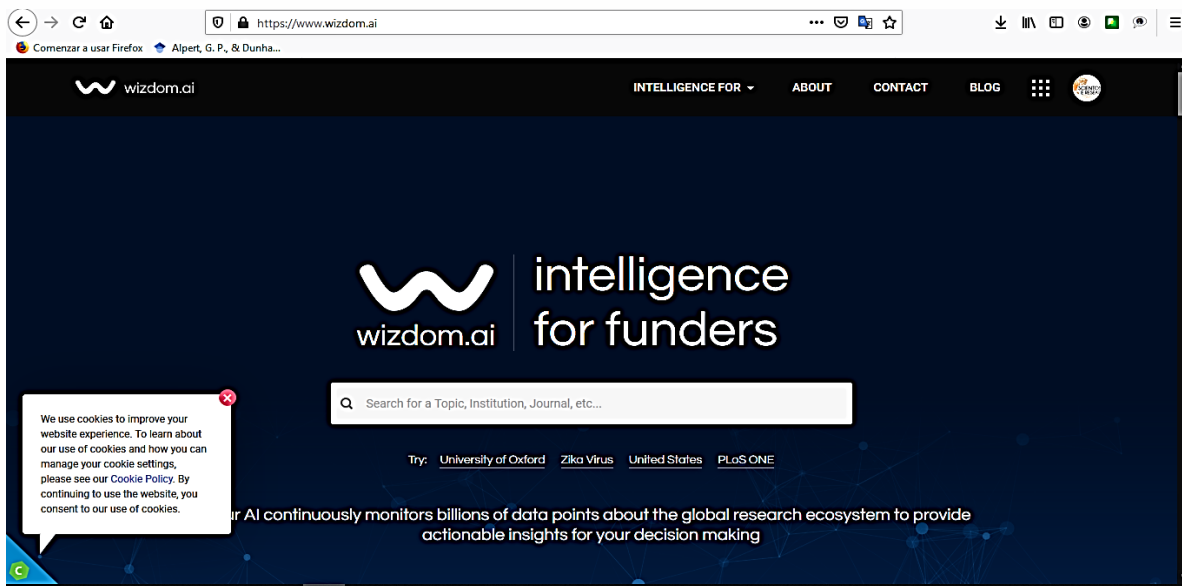 https://www.wizdom.ai
Comenzar a usar Firefox Alpert, G. P., & Dunha...
wizdom.ai INTELLIGENCE FOR ABOUT CONTACT BLOG
intelligence
for funders
wizdom.ai
Search for a Topic, Institution, Journal, etc...
Try: University of Oxford Zika Virus United States PLoS ONE
We use cookies to improve your
website experience. To learn about
our use of cookies and how you can
manage your cookie settings,
please see our Cookie Policy. By
continuing to use the website, you
consent to our use of cookies.
ur AI continuously monitors billions of data points about the global research ecosystem to provide
actionable insights for your decision making
C